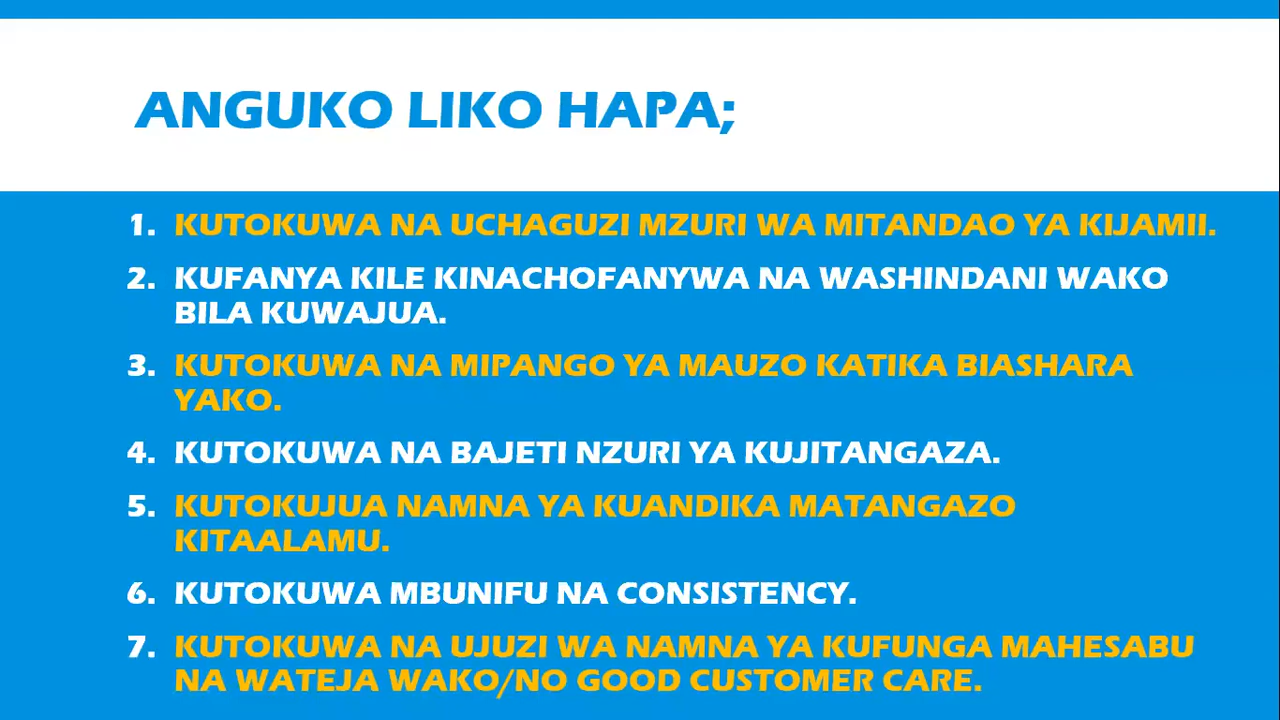 ANGUKO LIKO HAPA;
1. KUTOKUWA NA UCHAGUZI MZURI WA MITANDAO YA KIJAMII.
2. KUFANYA KILE KINACHOFANYWA NA WASHINDANI WAKO
BILA KUWAJUA.
3. KUTOKUWA NA MIPANGO YA MAUZO KATIKA BIASHARA
YAKO.
4. KUTOKUWA NA BAJETI NZURI YA KUJITANGAZA.
5. KUTOKUJUA NAMNA YA KUANDIKA MATANGAZO
KITAALAMU.
6. KUTOKUWA MBUNIFU NA CONSISTENCY.
7. KUTOKUWA NA UJUZI WA NAMNA YA KUFUNGA MAHESABU
NA WATEJA WAKO/NO GOOD CUSTOMER CARE.